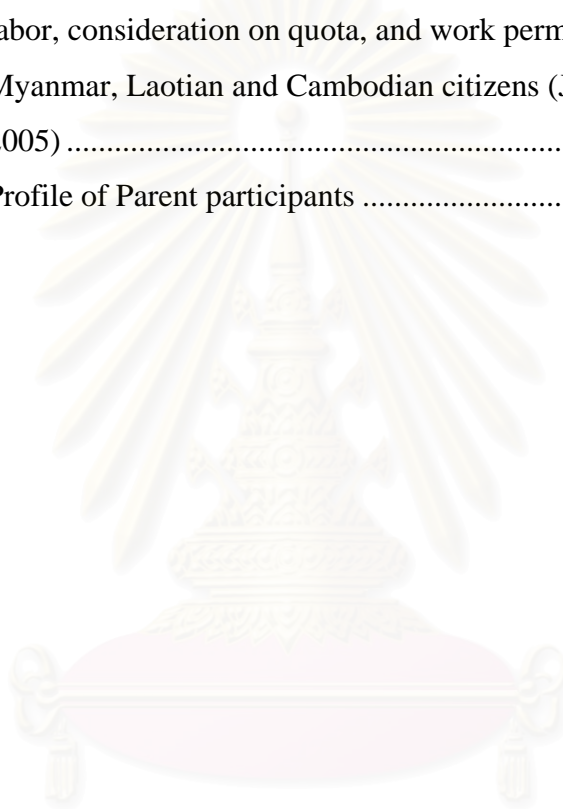 abor, consideration on quota, and work perm
Myanmar, Laotian and Cambodian citizens (J
2005) ..........................................................
Profile of Parent participants .........................